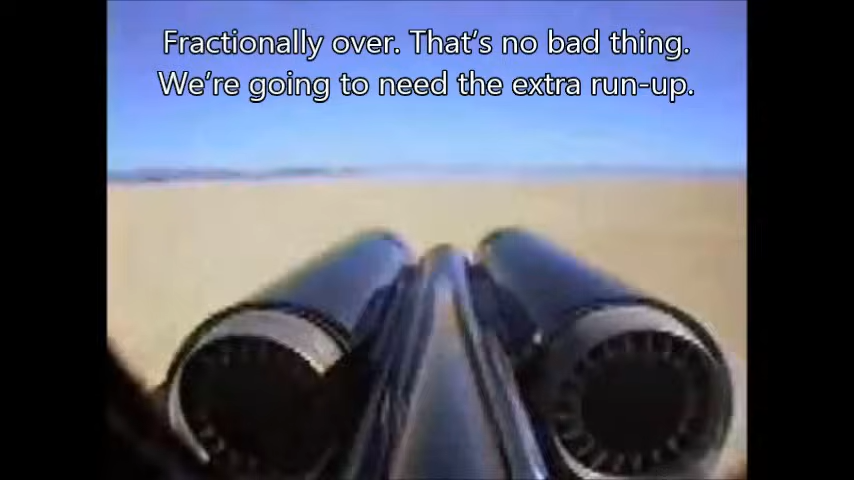 Fractionally over. That's no bad thing.
We're going to need the extra run-up.